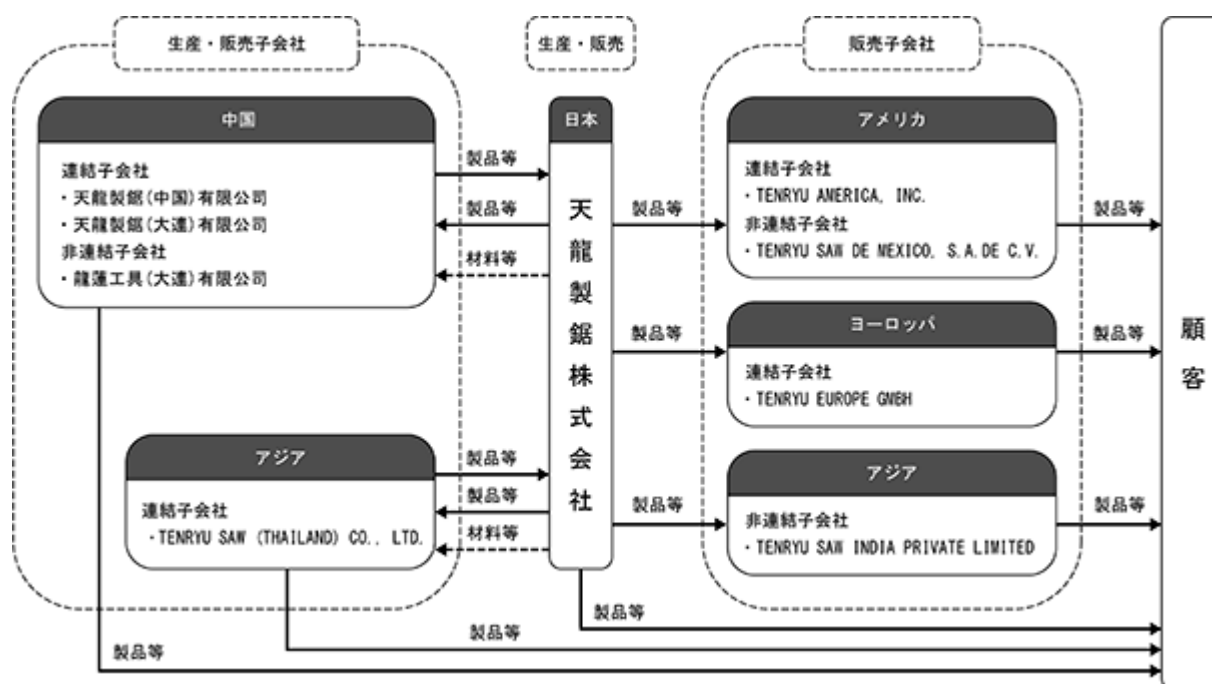 生産・販売子会社
生産・販売
販売子会社
中国
連結子会社
・天龍製鋸(中国)有限公司
・天龍製鋸(大連)有限公司
非連結子会社
・龍蓮工具(大連)有限公司
製品等
製品等
材料等
アジア
連結子会社
・TENRYU SAW (THAILAND) CO., LTD.
製品等
製品等
材料等
日本
天龍製鋸株式会社
製品等
製品等
製品等
アメリカ
連結子会社
・TENRYU AMERICA, INC.
非連結子会社
・TENRYU SAW DE MEXICO, S.A.DE C.V.
製品等
ヨーロッパ
連結子会社
・TENRYU EUROPE GMBH
製品等
アジア
非連結子会社
・TENRYU SAW INDIA PRIVATE LIMITED
製品等
顧客
製品等
製品等
製品等